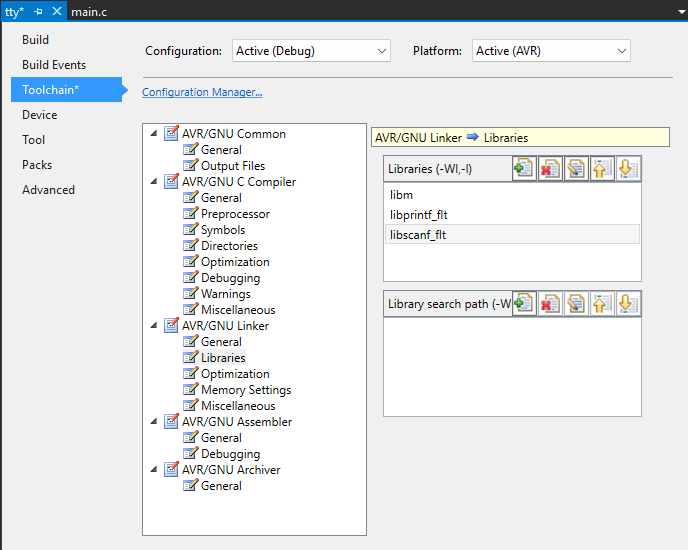 tty*
main.c
Build
Build Events
Toolchain*
Device
Tool
Packs
Advanced
Configuration: Active (Debug) Platform: Active (AVR)
Configuration Manager...
AVR/GNU Common
General
Output Files
AVR/GNU C Compiler
General
Preprocessor
Symbols
Directories
Optimization
Debugging
Warnings
Miscellaneous
AVR/GNU Linker
General
Libraries
Optimization
Memory Settings
Miscellaneous
AVR/GNU Assembler
General
Debugging
AVR/GNU Archiver
General
AVR/GNU Linker Libraries
Libraries (-Wl,-l)
libm
libprintf_flt
libscanf_flt
Library search path (-W